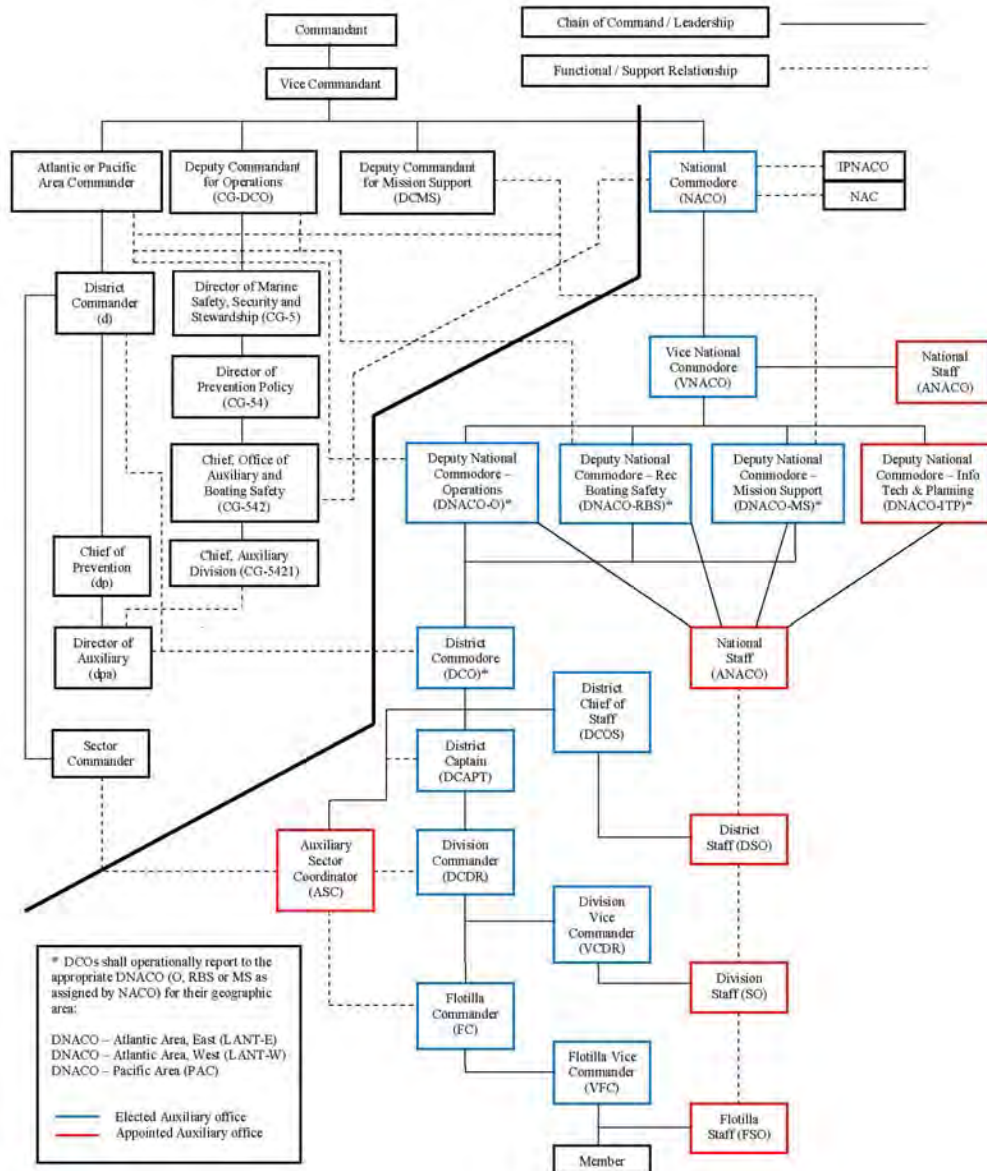 Commandant
Chain of Command / Leadership
Vice Commandant
Functional / Support Relationship
Atlantic or Pacific
Area Commander
Deputy Commandant
for Operations
(CG-DCO)
Deputy Commandant
for Mission Support
(DCMS)
National
Commodore
(NACO)
IPNACO
NAC
District
Commander
(d)
Director of Marine
Safety, Security and
Stewardship (CG-5)
Director of
Prevention Policy
(CG-54)
Vice National
Commodore
(VNACO)
National
Staff
(ANACO)
Chief, Office of
Auxiliary and
Boating Safety
(CG-542)
Deputy National
Commodore –
Operations
(DNACO-O)*
Deputy National
Commodore – Rec
Boating Safety
(DNACO-RBS)*
Deputy National
Commodore –
Mission Support
(DNACO-MS)*
Deputy National
Commodore – Info
Tech & Planning
(DNACO-ITP)*
Chief of
Prevention
(dp)
Chief, Auxiliary
Division (CG-5421)
Director of
Auxiliary
(dpa)
District
Commodore
(DCO)*
National
Staff
(ANACO)
District
Chief of
Staff
(DCOS)
Sector
Commander
District
Captain
(DCAPT)
Auxiliary
Sector
Coordinator
(ASC)
Division
Commander
(DCDR)
District
Staff (DSO)
Division
Vice
Commander
(VCDR)
Division
Staff (SO)
Flotilla
Commander
(FC)
Flotilla Vice
Commander
(VFC)
Flotilla
Staff (FSO)
Member
* DCOs shall operationally report to the
appropriate DNACO (O, RBS or MS as
assigned by NACO) for their geographic
area:
DNACO – Atlantic Area, East (LANT-E)
DNACO – Atlantic Area, West (LANT-W)
DNACO – Pacific Area (PAC)
Elected Auxiliary office
Appointed Auxiliary office